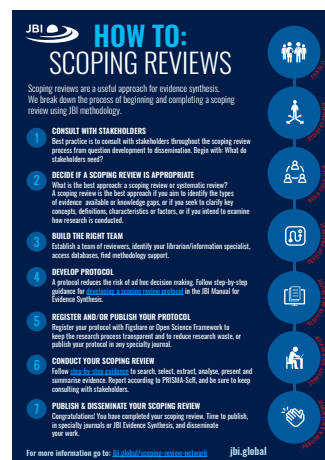 JBI
HOW TO:
SCOPING REVIEWS
Scoping reviews are a useful approach for evidence synthesis.
We break down the process of beginning and completing a scoping
review using JBI methodology.
1
CONSULT WITH STAKEHOLDERS
Best practice is to consult with stakeholders throughout the scoping review
process from question development to dissemination. Begin with: What do
stakeholders need?
2
DECIDE IF A SCOPING REVIEW IS APPROPRIATE
What is the best approach: a scoping review or systematic review?
A scoping review is the best approach if you aim to identify the types
of evidence available or knowledge gaps, or if you seek to clarify key
concepts, definitions, characteristics or factors, or if you intend to examine
how research is conducted.
3
BUILD THE RIGHT TEAM
Establish a team of reviewers, identify your librarian/information specialist,
access databases, find methodology support.
4
DEVELOP PROTOCOL
A protocol reduces the risk of ad hoc decision making. Follow step-by-step
guidance for developing a scoping review protocol in the JBI Manual for
Evidence Synthesis.
5
REGISTER AND/OR PUBLISH YOUR PROTOCOL
Register your protocol with Figshare or Open Science Framework to
keep the research process transparent and to reduce research waste, or
publish your protocol in any specialty journal.
6
CONDUCT YOUR SCOPING REVIEW
Follow step-by-step guidance to search, select, extract, analyse, present and
summarise evidence. Report according to PRISMA-ScR, and be sure to keep
consulting with stakeholders.
7
PUBLISH & DISSEMINATE YOUR SCOPING REVIEW
Congratulations! You have completed your scoping review. Time to publish,
in specialty journals or JBI Evidence Synthesis, and disseminate
your work.
For more information go to: jbi.global/scoping-review-network
jbi.global